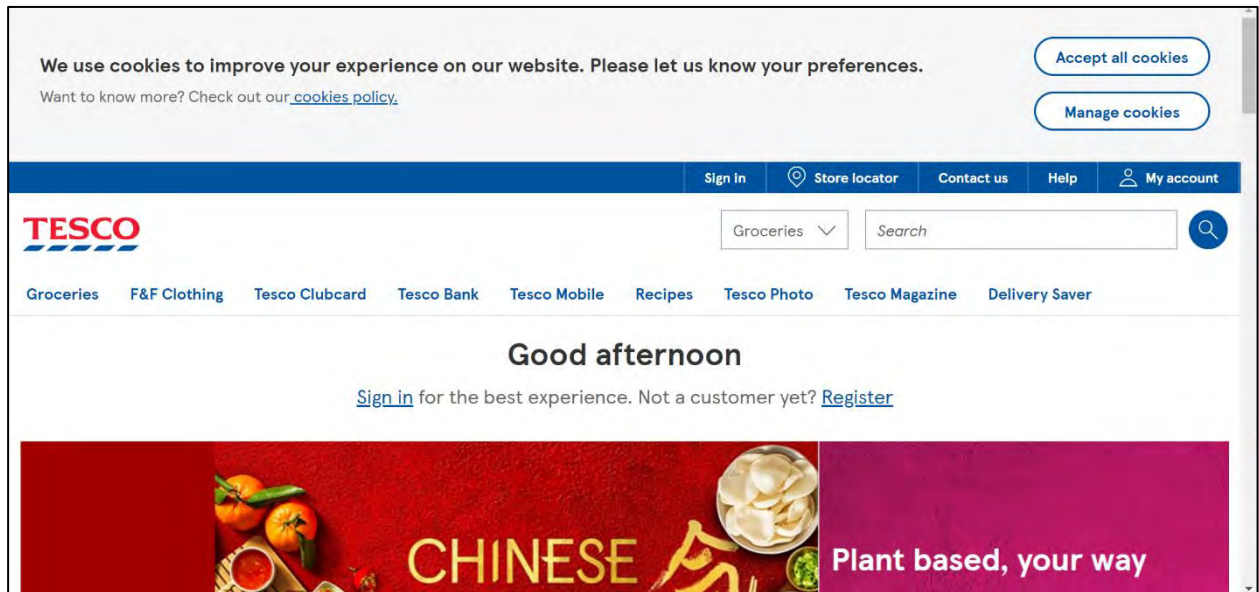 We use cookies to improve your experience on our website. Please let us know your preferences.
Want to know more? Check out our cookies policy.
Accept all cookies
Manage cookies
Sign in Store locator Contact us Help My account
TESCO
Groceries Search
Groceries F&F Clothing Tesco Clubcard Tesco Bank Tesco Mobile Recipes Tesco Photo Tesco Magazine Delivery Saver
Good afternoon
Sign in for the best experience. Not a customer yet? Register
CHINESE
Plant based, your way